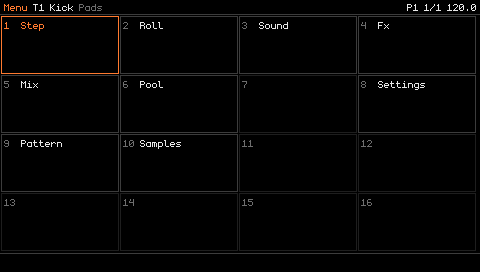 Menu T1 Kick Pads P1 1/1 120.0
1 Step 2 Roll 3 Sound 4 Fx
5 Mix 6 Pool 7 8 Settings
9 Pattern 10 Samples 11 12
13 14 15 16